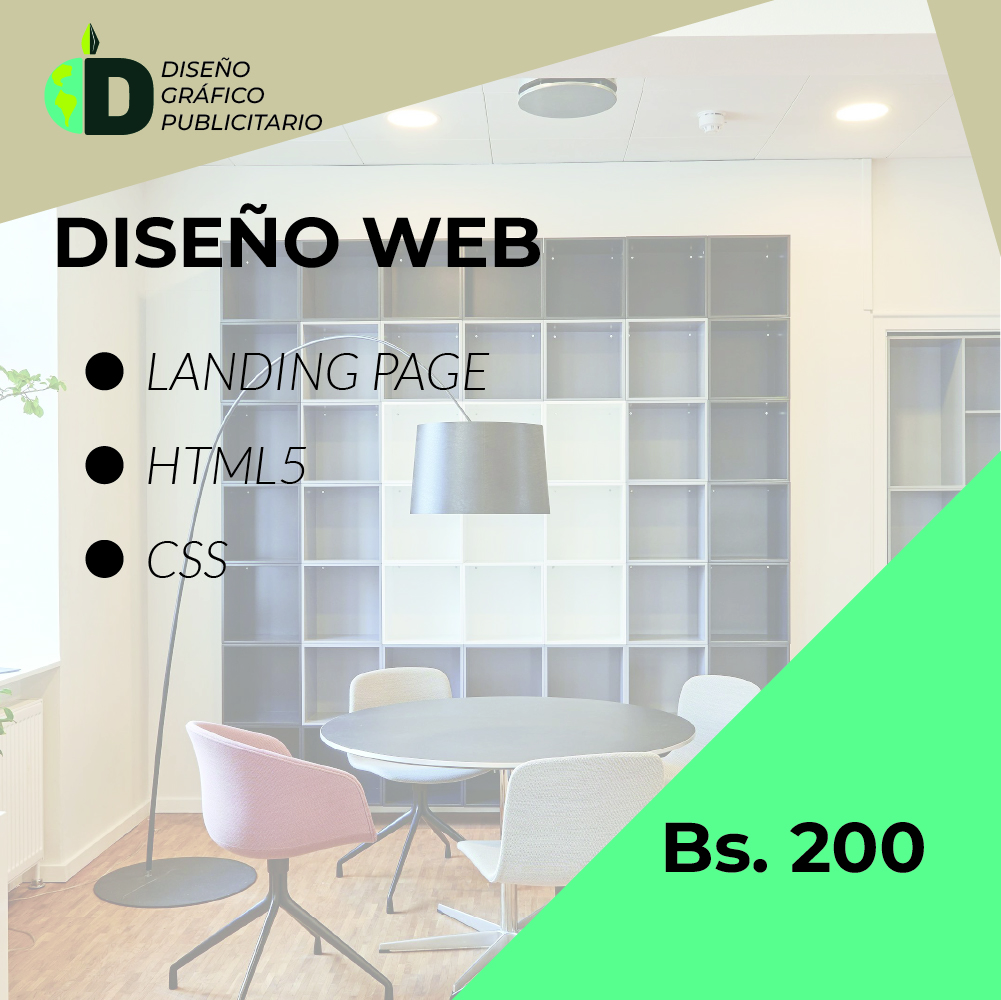 DISEÑO
GRÁFICO
PUBLICITARIO
DISEÑO WEB
● LANDING PAGE
● HTML5
● CSS
Bs. 200